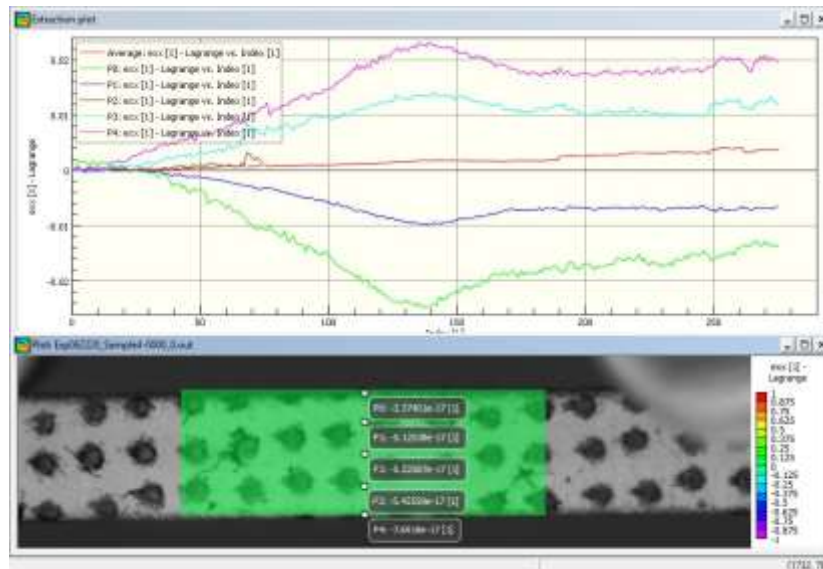 Extraction plot
Average: exx [1] - Lagrange vs. Index [1]
P0: exx [1] - Lagrange vs. Index [1]
P1: exx [1] - Lagrange vs. Index [1]
P2: exx [1] - Lagrange vs. Index [1]
P3: exx [1] - Lagrange vs. Index [1]
P4: exx [1] - Lagrange vs. Index [1]
0.02
0.01
0
-0.01
-0.02
exx [1] - Lagrange
0
50
100
150
200
250
exx [1] -
Lagrange
1
0.875
0.75
0.625
0.5
0.375
0.25
0.125
0
-0.125
-0.25
-0.375
-0.5
-0.625
-0.75
-0.875
-1